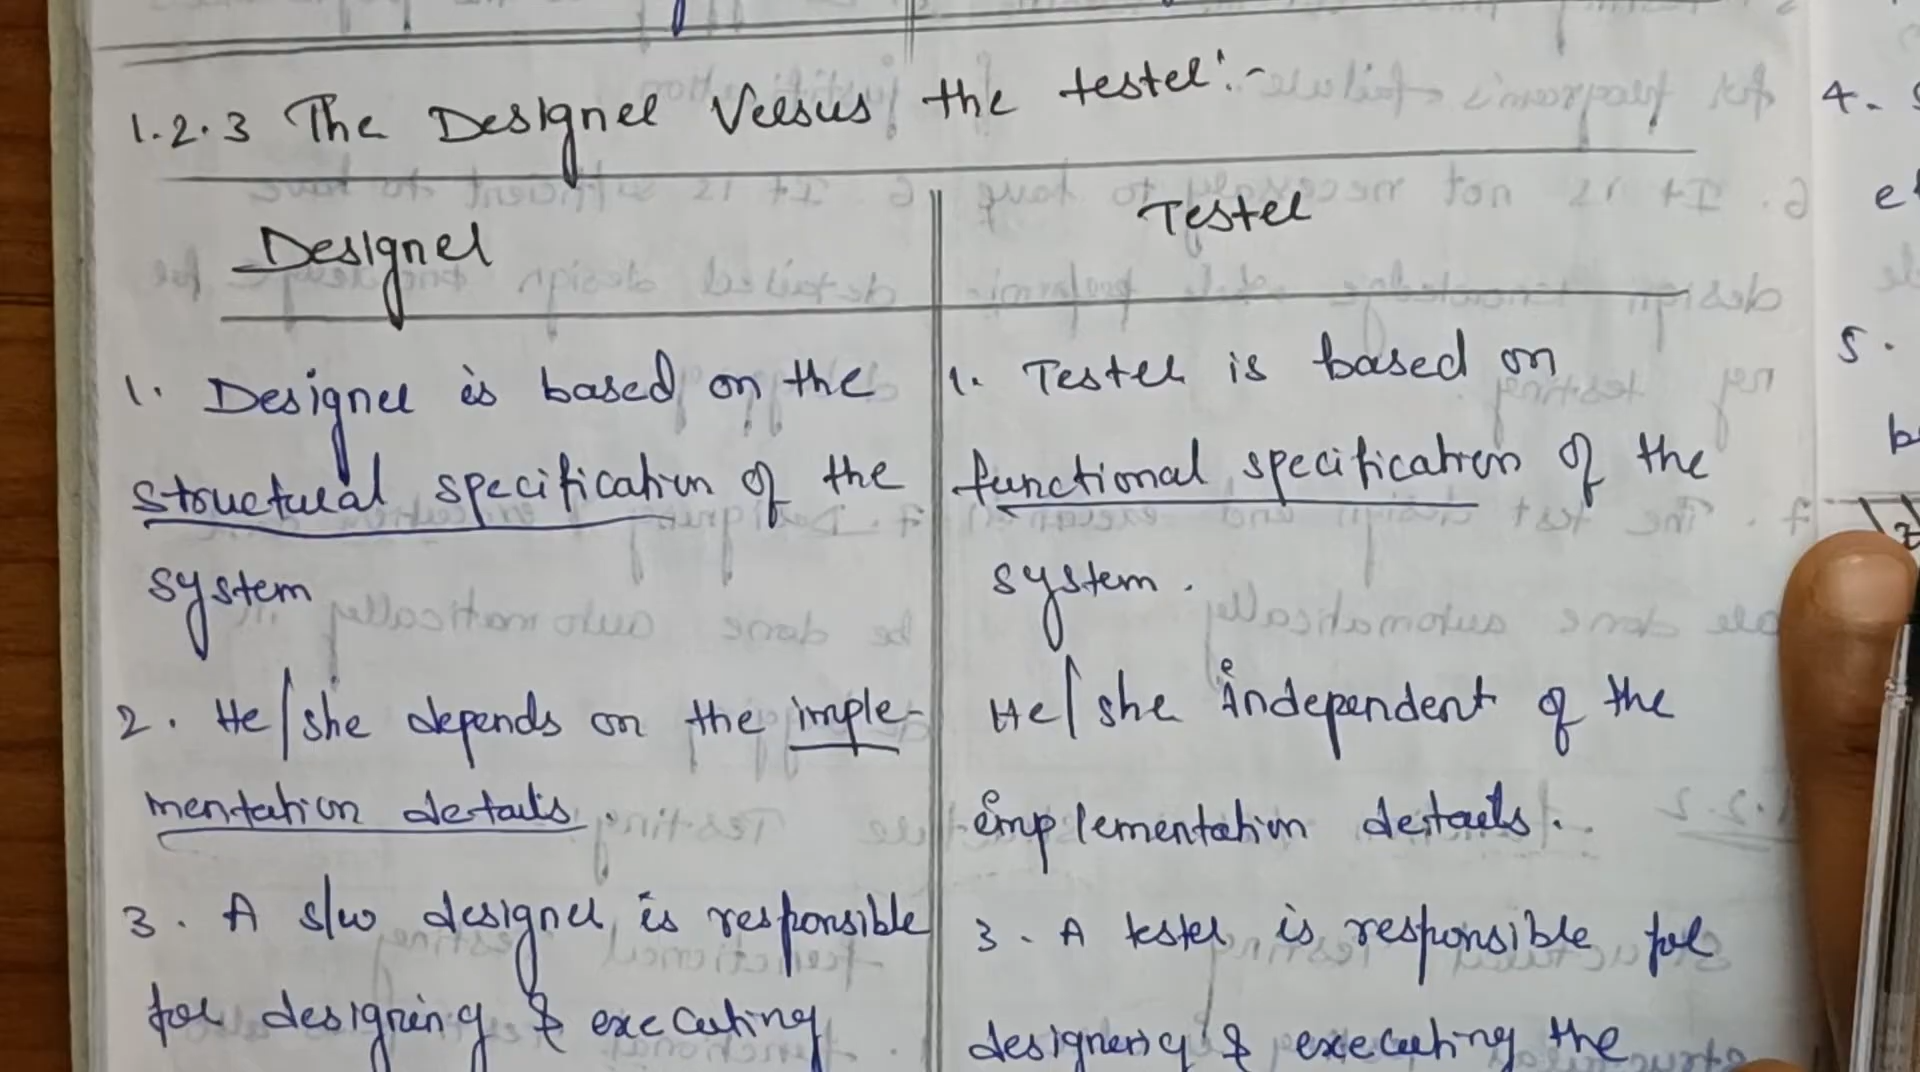 1.2.3 The Designer Versus the tester:-
Designer
1. Designer is based on the
structural specification of the
system
2. He/she depends on the imple-
mentation details.
3. A s/w designer is responsible
for designing & executing
Tester
1. Tester is based on
functional specification of the
system.
He/she independent of the
implementation details.
3. A tester is responsible for
designing & executing the
4.
5.